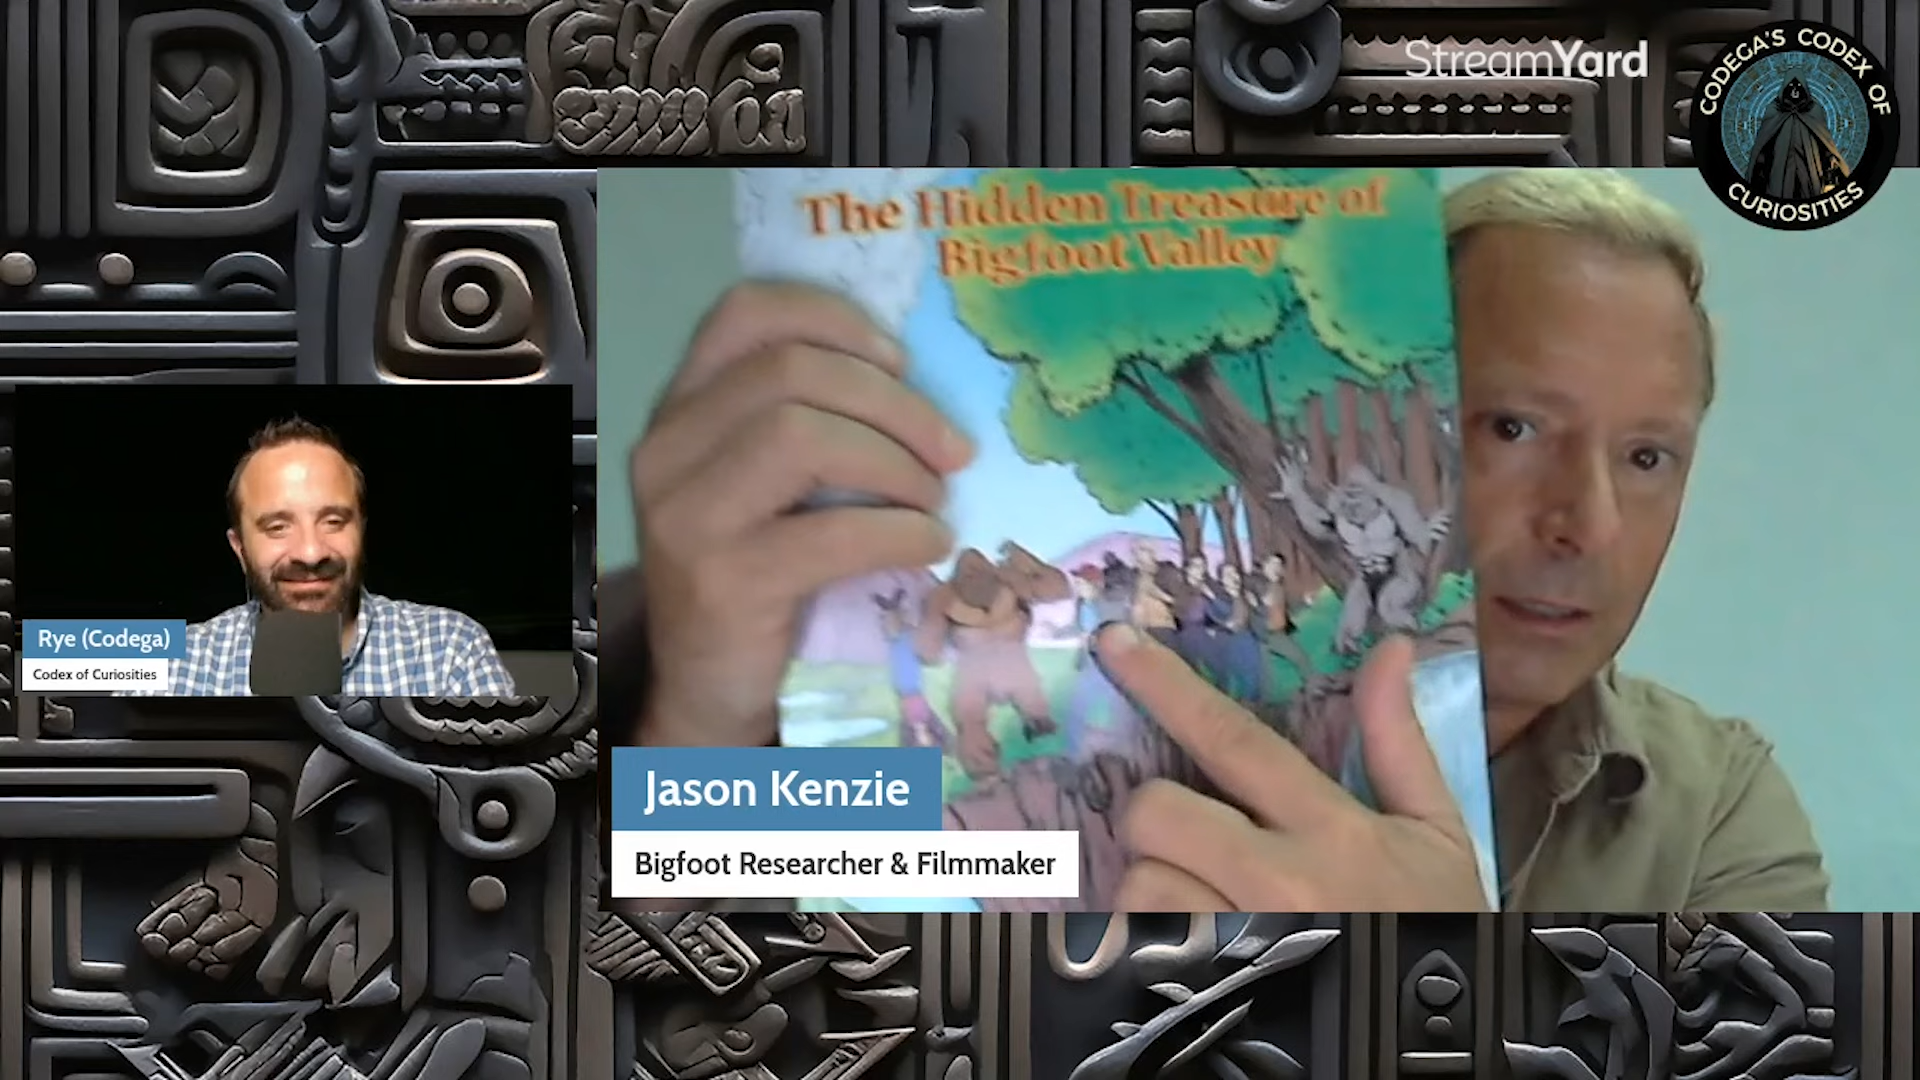 StreamYard
CODEGA'S CODEX OF
CURIOSITIES
The Hidden Treasure of
Bigfoot Valley
Rye (Codega)
Codex of Curiosities
Jason Kenzie
Bigfoot Researcher & Filmmaker